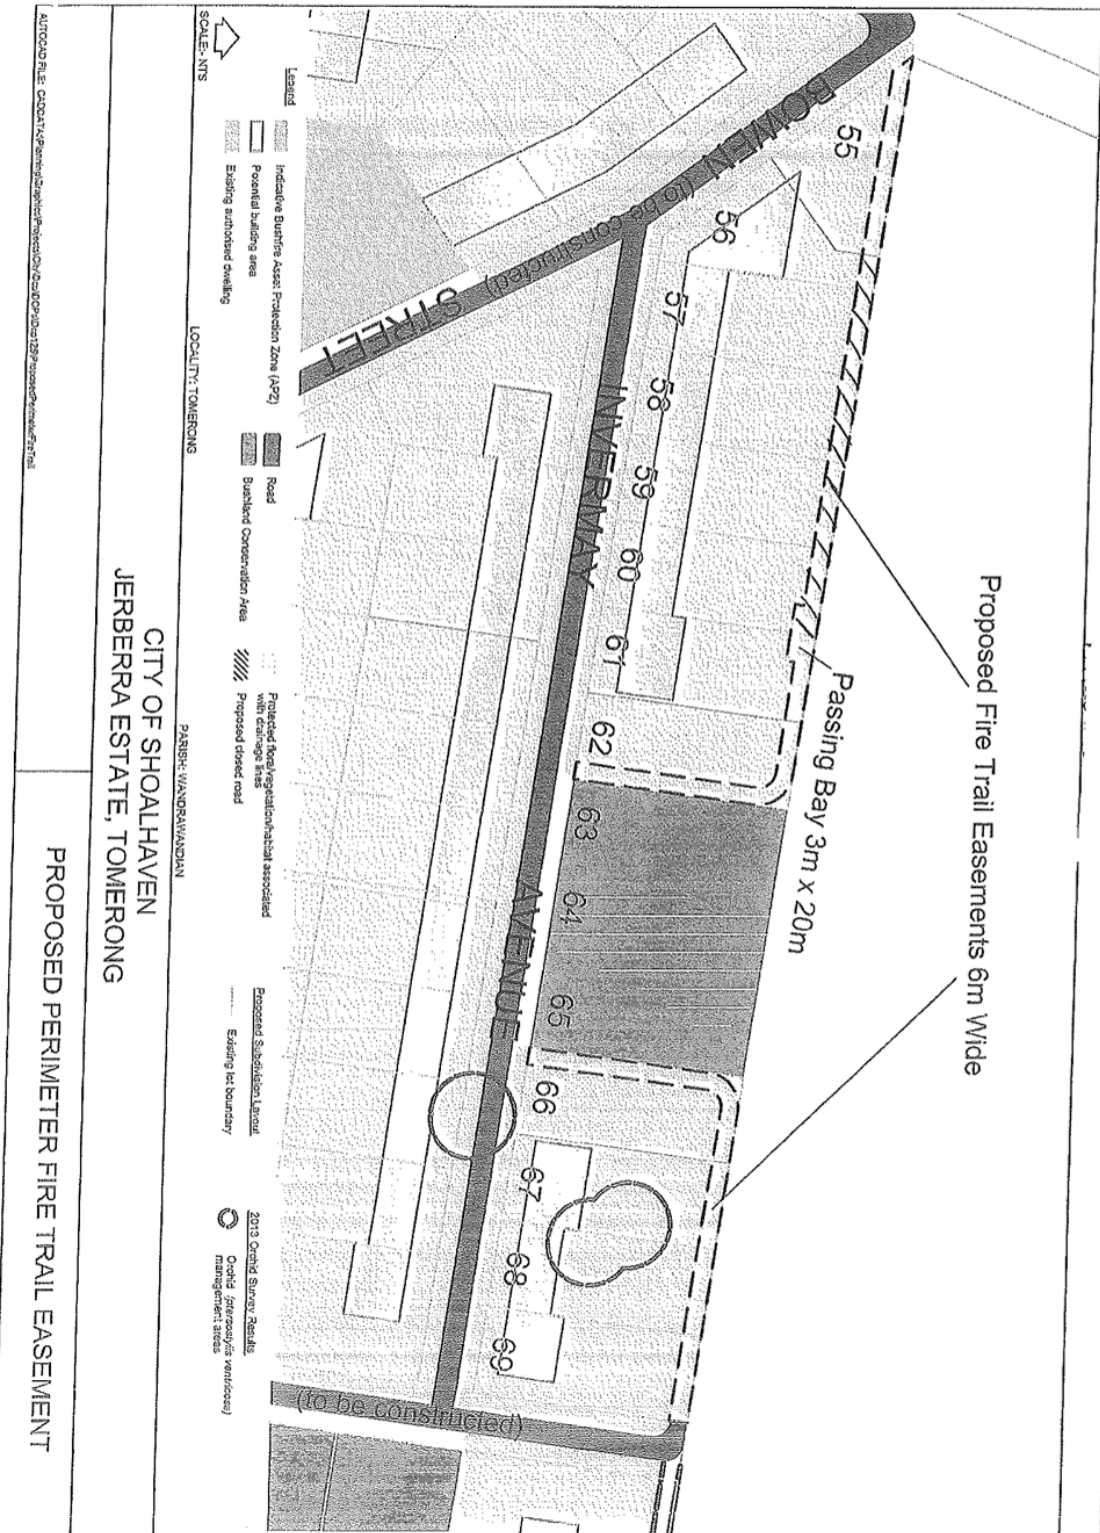 Proposed Fire Trail Easements 6m Wide
Passing Bay 3m x 20m
55
56
57
58
59
60
61
62
63
64
65
66
67
68
69
BOWEN
(to be constructed)
STREET
INVERMAY
AVENUE
(to be constructed)
Legend
Indicative Bushfire Asset Protection Zone (APZ)
Potential building area
Existing authorised dwelling
Road
Bushland Conservation Area
Protected flora/vegetation/habitat associated
with drainage lines
Proposed closed road
Proposed Subdivision Layout
Existing lot boundary
2013 Orchid Survey Results
Orchid (pterostylis ventricosa)
management areas
SCALE:- NTS
LOCALITY: TOMERONG
PARISH: WANDRAWANDIAN
CITY OF SHOALHAVEN
JERBERRA ESTATE, TOMERONG
PROPOSED PERIMETER FIRE TRAIL EASEMENT
AUTOCAD FILE: